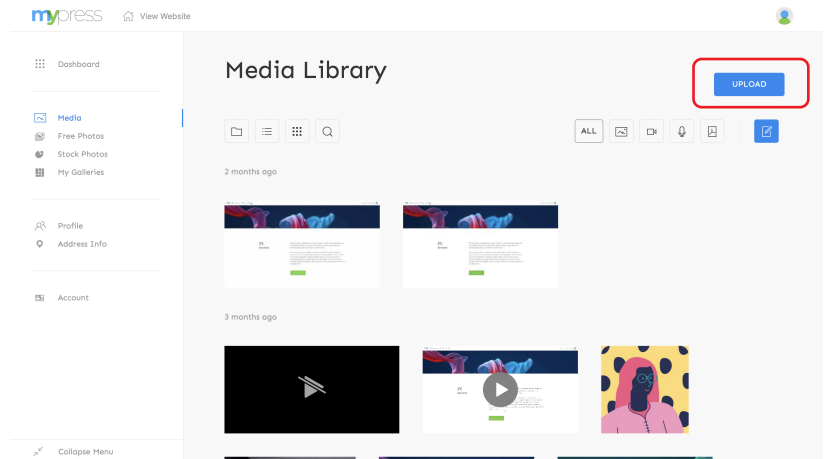 mypress
View Website
Dashboard
Media
Free Photos
Stock Photos
My Galleries
Profile
Address Info
Account
Collapse Menu
Media Library
UPLOAD
ALL
2 months ago
3 months ago